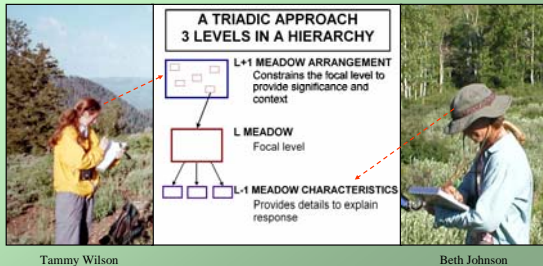 A TRIADIC APPROACH
3 LEVELS IN A HIERARCHY
L+1 MEADOW ARRANGEMENT
Constrains the focal level to
provide significance and
context
L MEADOW
Focal level
L-1 MEADOW CHARACTERISTICS
Provides details to explain
response
Tammy Wilson
Beth Johnson